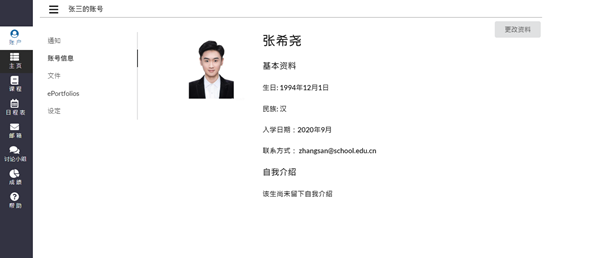 张三的账号
更改资料
账户
主页
课程
日程表
邮箱
讨论小组
成绩
帮助
通知
账号信息
文件
ePortfolios
设定
张希尧
基本资料
生日: 1994年12月1日
民族: 汉
入学日期：2020年9月
联系方式： zhangsan@school.edu.cn
自我介绍
该生尚未留下自我介绍